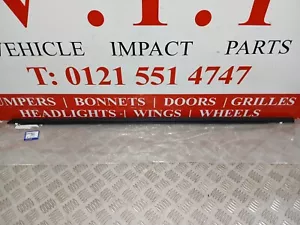 V.I.P
VEHICLE IMPACT PARTS
T: 0121 551 4747
BUMPERS | BONNETS | DOORS | GRILLES
HEADLIGHTS | WINGS | WHEELS